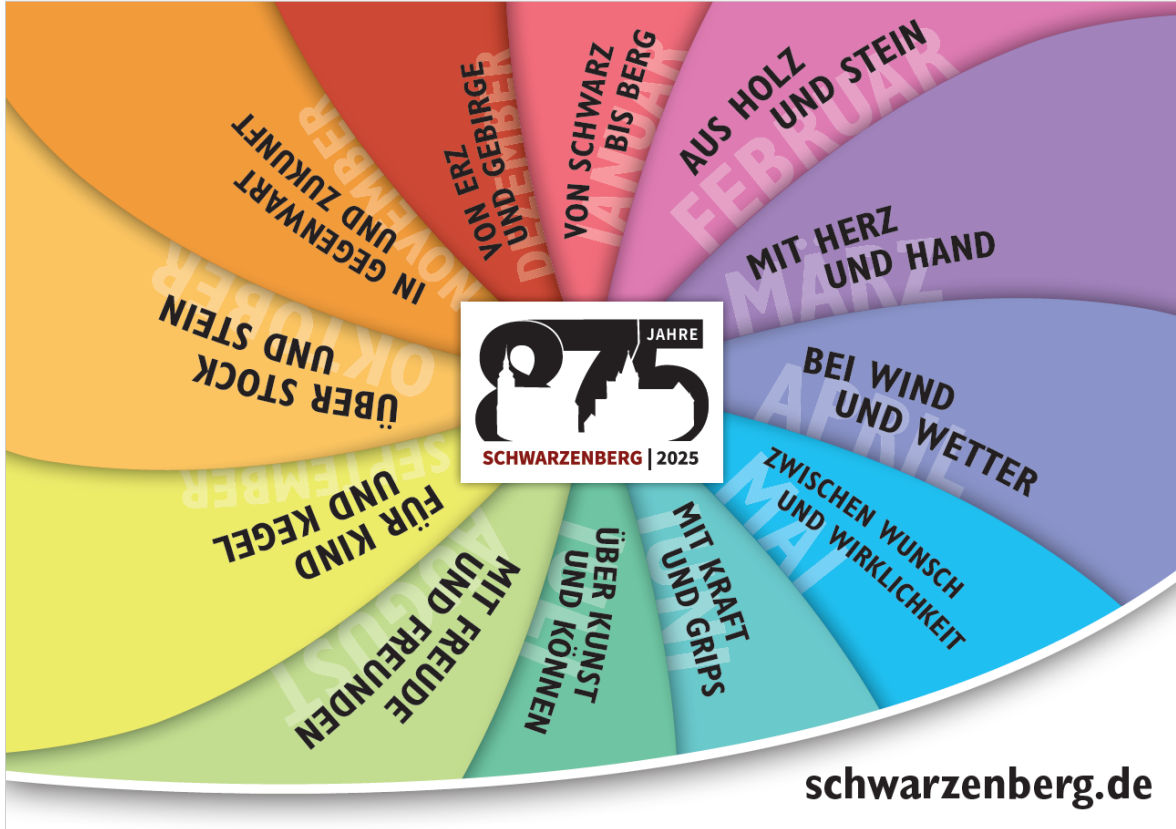 VON SCHWARZ
BIS BERG
JANUAR
AUS HOLZ
UND STEIN
FEBRUAR
MIT HERZ
UND HAND
MÄRZ
BEI WIND
UND WETTER
APRIL
ZWISCHEN WUNSCH
UND WIRKLICHKEIT
MAI
MIT KRAFT
UND GRIPS
JUNI
ÜBER KUNST
UND KÖNNEN
JULI
MIT FREUDE
UND FREUNDEN
AUGUST
FÜR KIND
UND KEGEL
SEPTEMBER
ÜBER STOCK
UND STEIN
OKTOBER
IN GEGENWART
UND ZUKUNFT
NOVEMBER
VON ERZ
UND GEBIRGE
DEZEMBER
875
JAHRE
SCHWARZENBERG | 2025
schwarzenberg.de